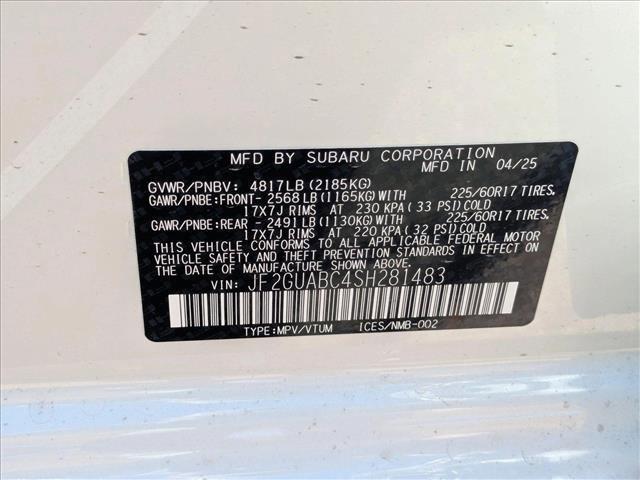 MFD BY SUBARU CORPORATION
MFD IN 04/25
GVWR/PNBV: 4817LB (2185KG)
GAWR/PNBE:FRONT- 2568LB (1165KG) WITH 225/60R17 TIRES.
17X7J RIMS AT 230 KPA (33 PSI) COLD
GAWR/PNBE:REAR - 2491LB (1130KG) WITH 225/60R17 TIRES.
17X7J RIMS AT 220 KPA (32 PSI) COLD
VEHICLE CONFORMS TO ALL APPLICABLE FEDERAL MOTOR
VEHICLE SAFETY AND THEFT PREVENTION STANDARDS IN
EFFECT ON THE DATE OF MANUFACTURE SHOWN ABOVE.
VIN: JF2GUABC4SH281483
TYPE:MPV/VTUM ICES/NMB-002